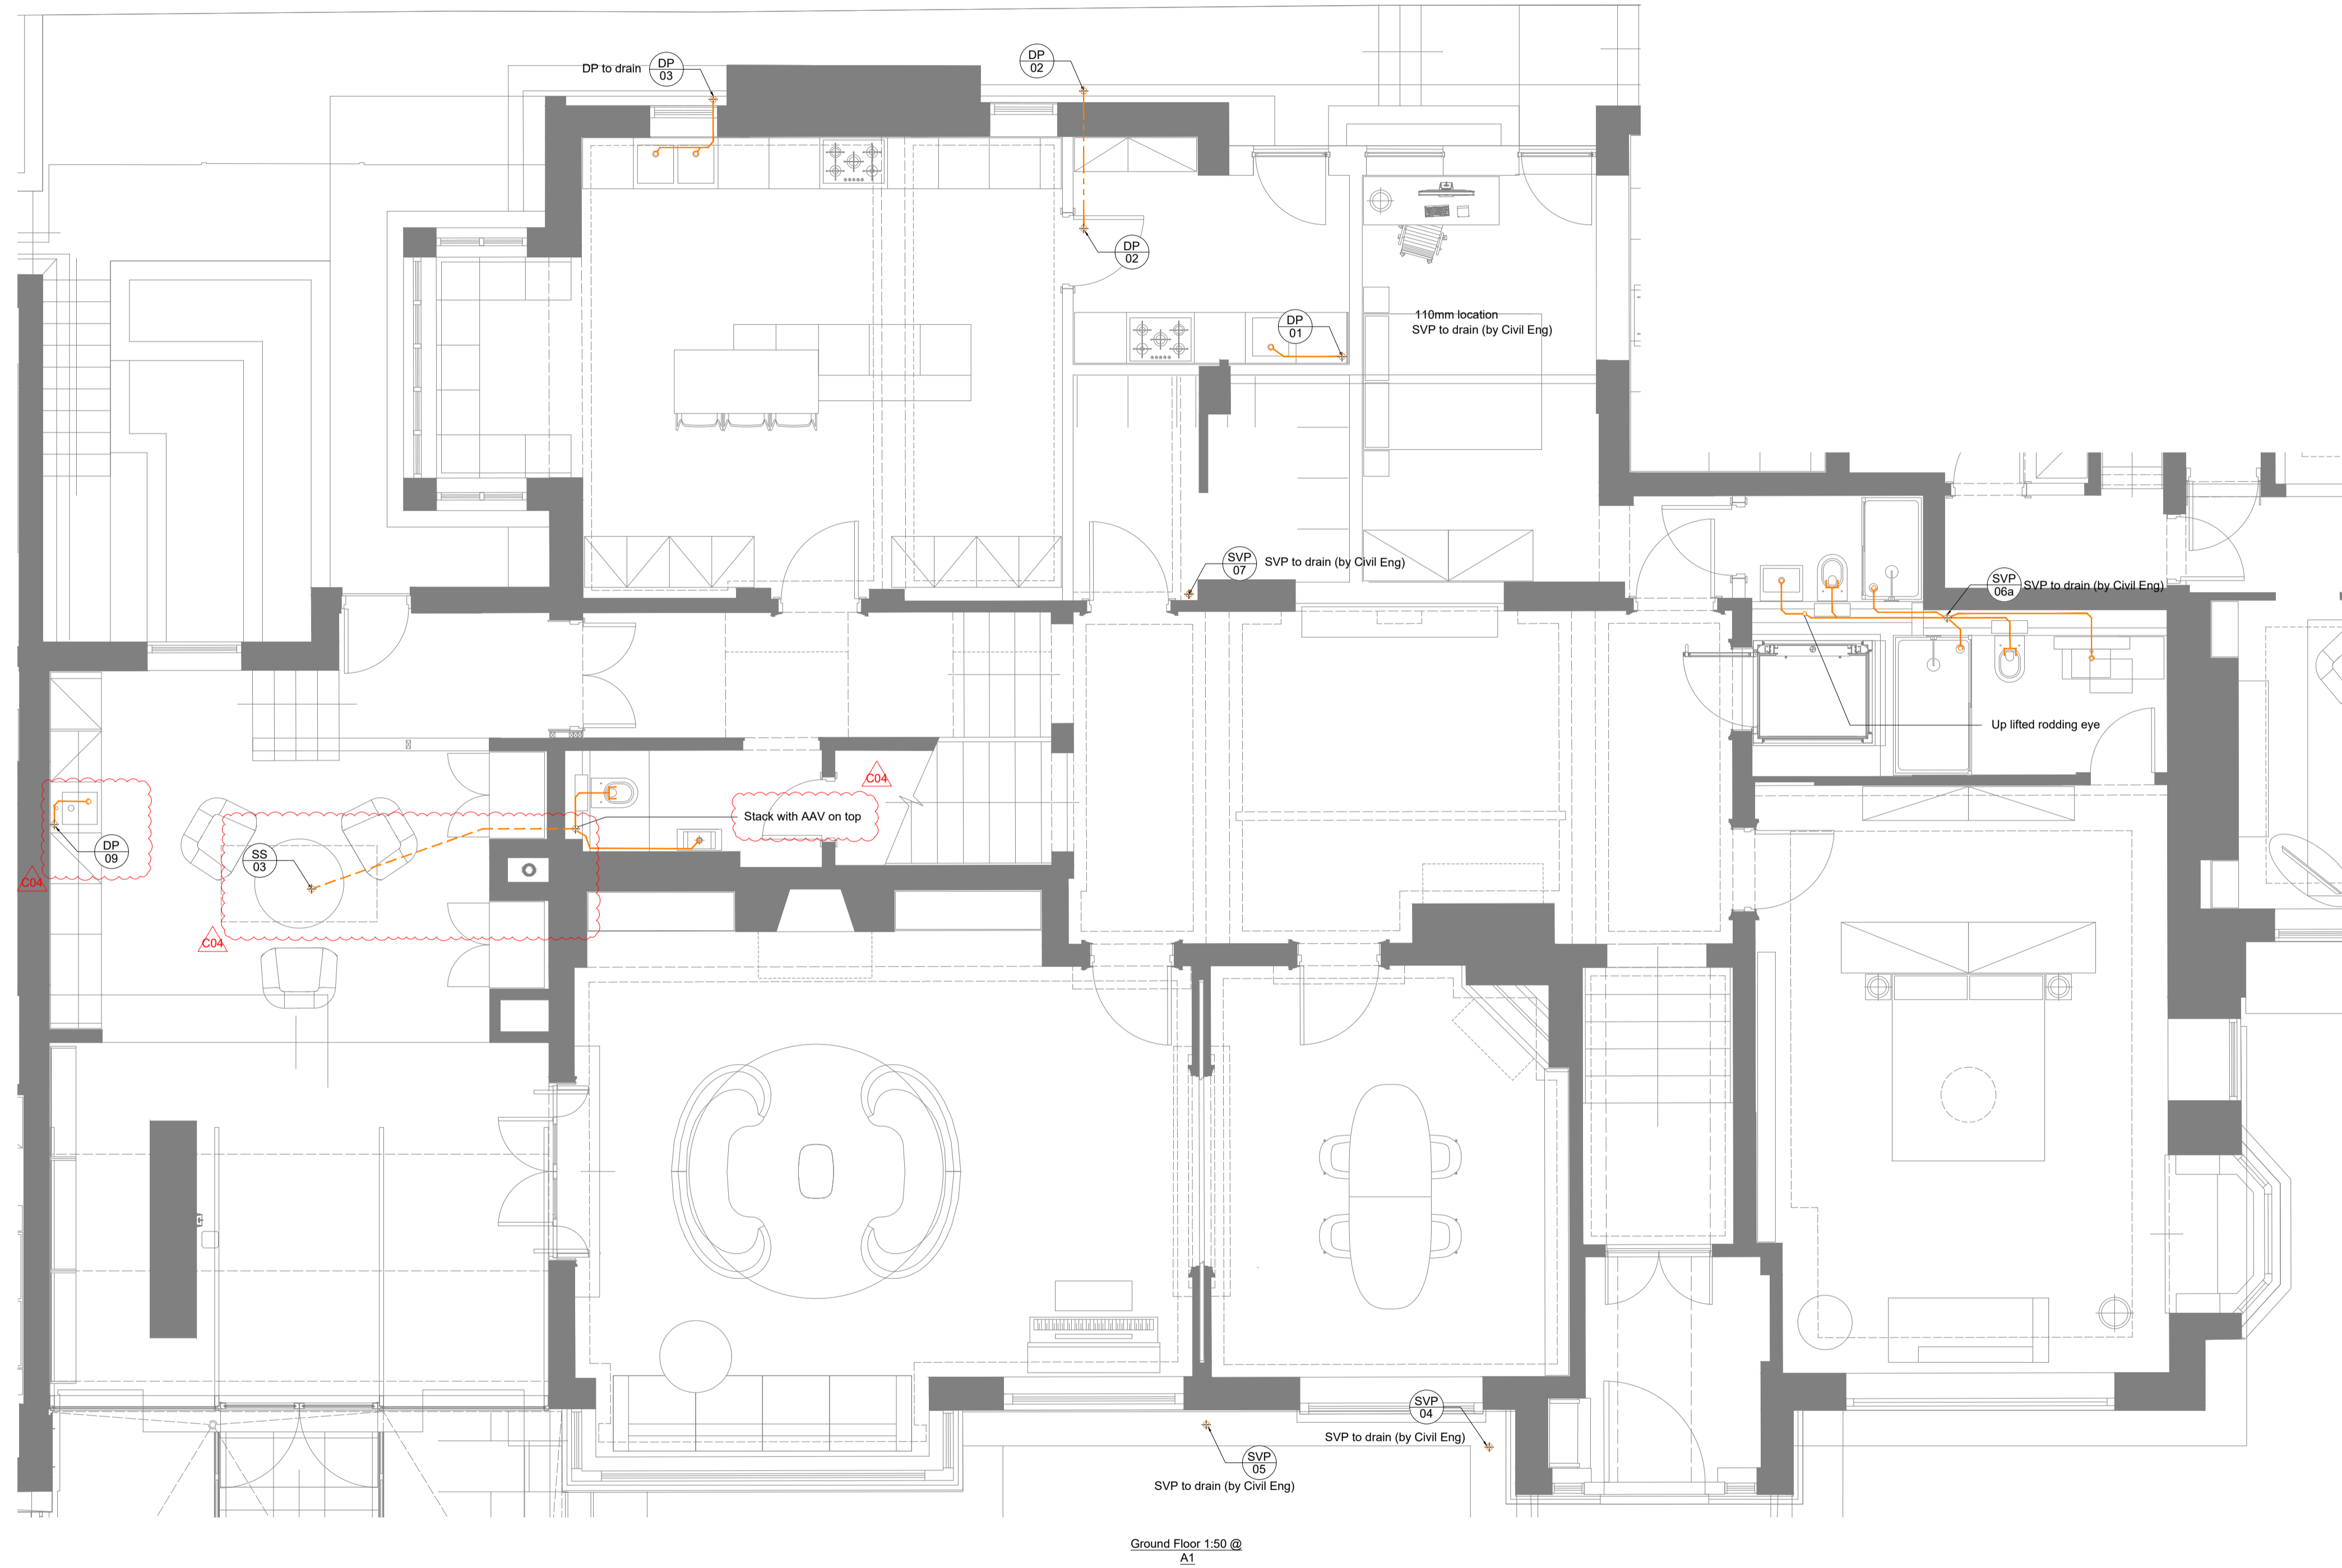 DP to drain
DP
03
DP
02
DP
02
DP
01
110mm location
SVP to drain (by Civil Eng)
SVP
07
SVP to drain (by Civil Eng)
SVP
06a
SVP to drain (by Civil Eng)
Up lifted rodding eye
C04
Stack with AAV on top
DP
09
SS
03
C04
C04
SVP
04
SVP to drain (by Civil Eng)
SVP
05
SVP to drain (by Civil Eng)
Ground Floor 1:50 @
A1